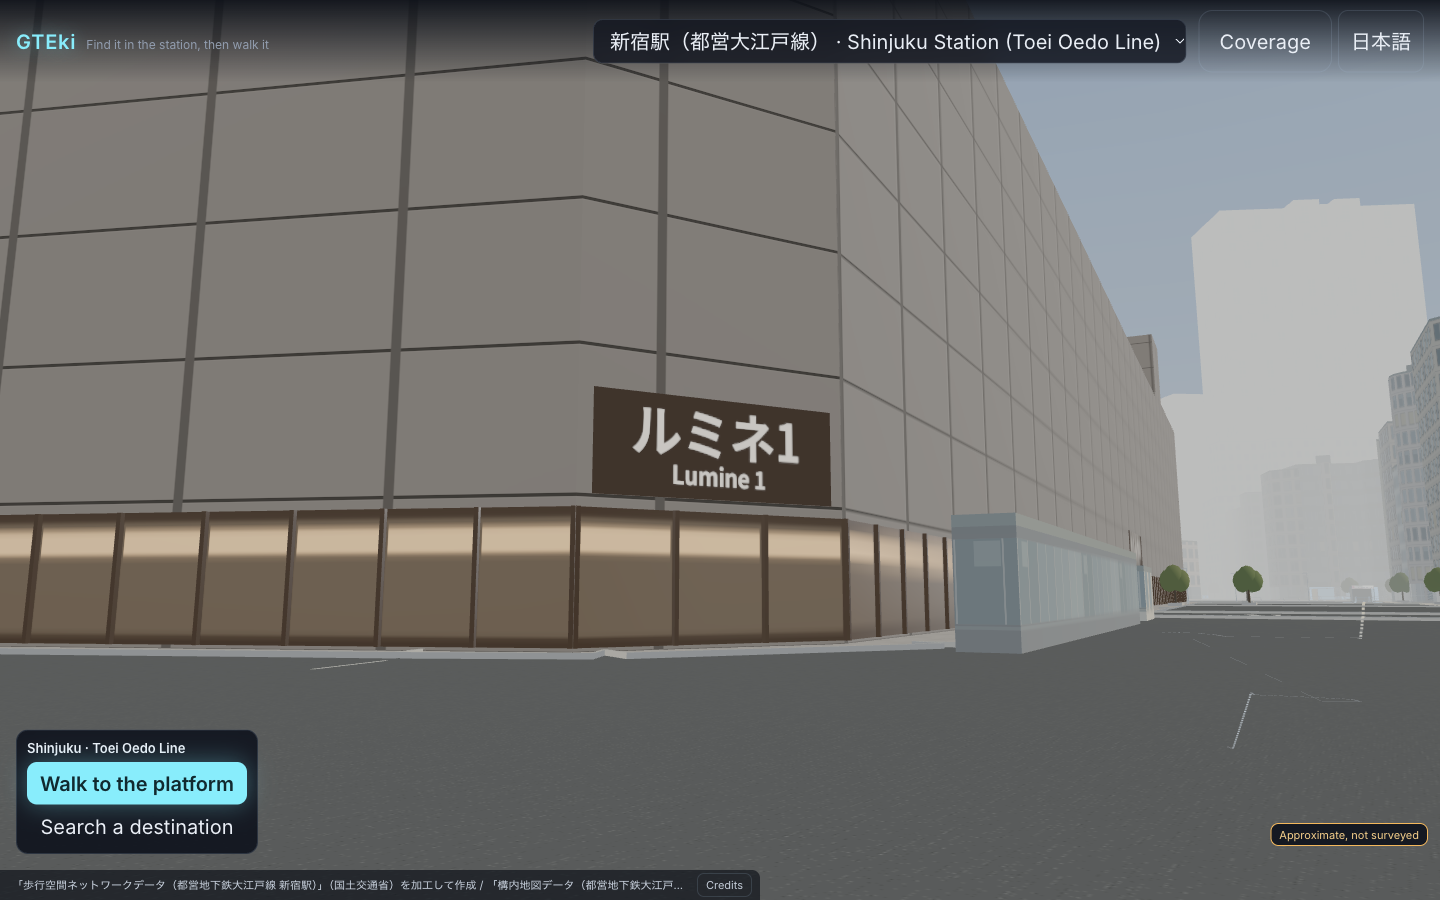 GTEki Find it in the station, then walk it
新宿駅（都営大江戸線） · Shinjuku Station (Toei Oedo Line)
Coverage
日本語
ルミネ1
Lumine 1
Shinjuku · Toei Oedo Line
Walk to the platform
Search a destination
Approximate, not surveyed
「歩行空間ネットワークデータ（都営地下鉄大江戸線 新宿駅）」（国土交通省）を加工して作成 / 「構内地図データ（都営地下鉄大江戸…
Credits